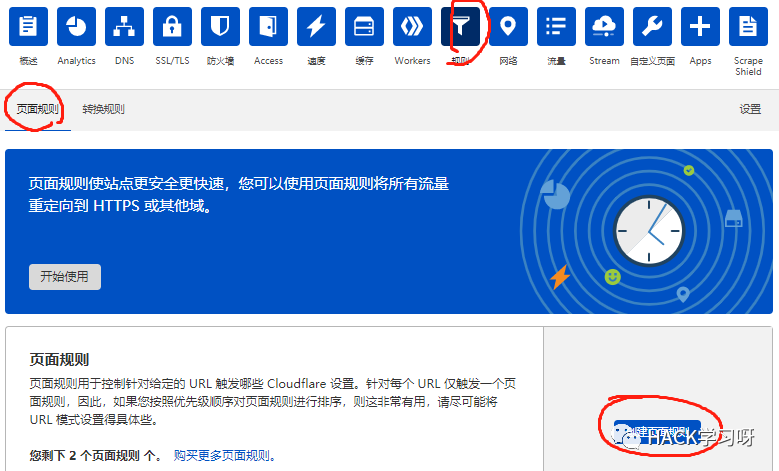 概述
Analytics
DNS
SSL/TLS
防火墙
Access
速度
缓存
Workers
规则
网络
流量
Stream
自定义页面
Apps
Scrape
Shield
页面规则
转换规则
设置
页面规则使站点更安全更快速，您可以使用页面规则将所有流量
重定向到 HTTPS 或其他域。
开始使用
页面规则
页面规则用于控制针对给定的 URL 触发哪些 Cloudflare 设置。针对每个 URL 仅触发一个页
面规则，因此，如果您按照优先级顺序对页面规则进行排序，则这非常有用，请尽可能将
URL 模式设置得具体些。
您剩下 2 个页面规则 个。 购买更多页面规则。
HACK学习呀